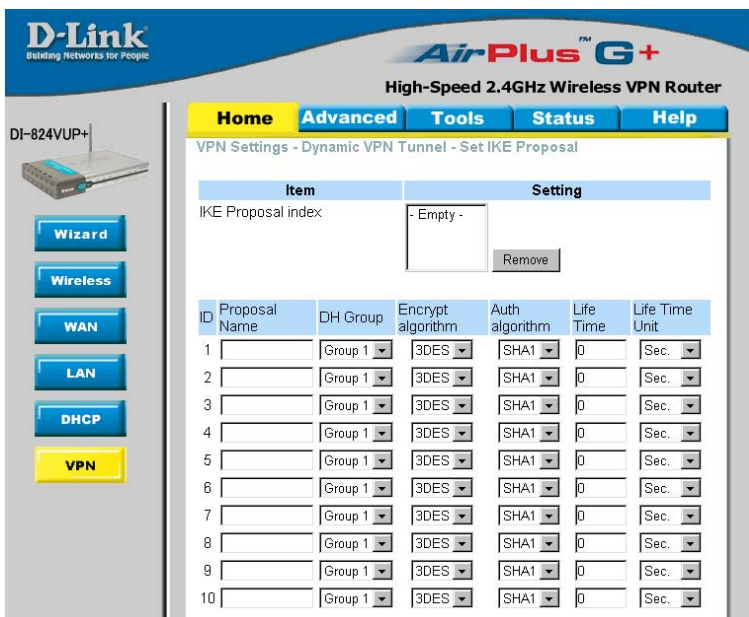 D-Link
Building Networks for People
AirPlus™ G+
High-Speed 2.4GHz Wireless VPN Router
DI-824VUP+
Home Advanced Tools Status Help
VPN Settings - Dynamic VPN Tunnel - Set IKE Proposal
Item Setting
IKE Proposal index - Empty - Remove
Wizard
Wireless
WAN
LAN
DHCP
VPN
ID Proposal Name DH Group Encrypt algorithm Auth algorithm Life Time Life Time Unit
1 Group 1 3DES SHA1 0 Sec.
2 Group 1 3DES SHA1 0 Sec.
3 Group 1 3DES SHA1 0 Sec.
4 Group 1 3DES SHA1 0 Sec.
5 Group 1 3DES SHA1 0 Sec.
6 Group 1 3DES SHA1 0 Sec.
7 Group 1 3DES SHA1 0 Sec.
8 Group 1 3DES SHA1 0 Sec.
9 Group 1 3DES SHA1 0 Sec.
10 Group 1 3DES SHA1 0 Sec.